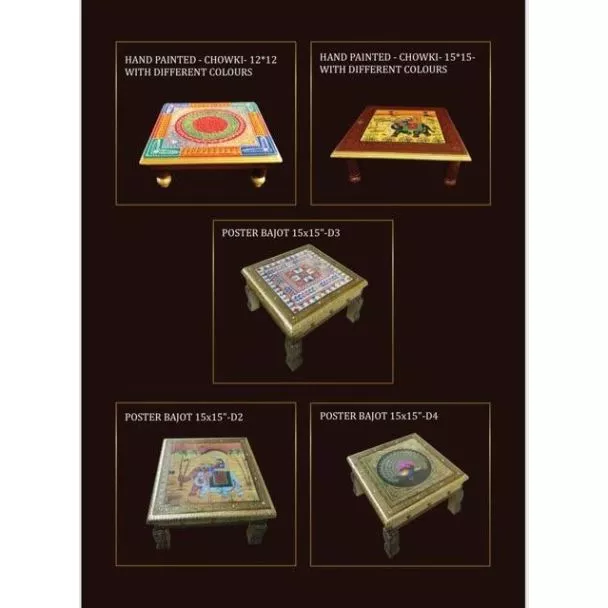 HAND PAINTED - CHOWKI- 12*12
WITH DIFFERENT COLOURS
HAND PAINTED - CHOWKI- 15*15-
WITH DIFFERENT COLOURS
POSTER BAJOT 15x15"-D3
POSTER BAJOT 15x15"-D2
POSTER BAJOT 15x15"-D4